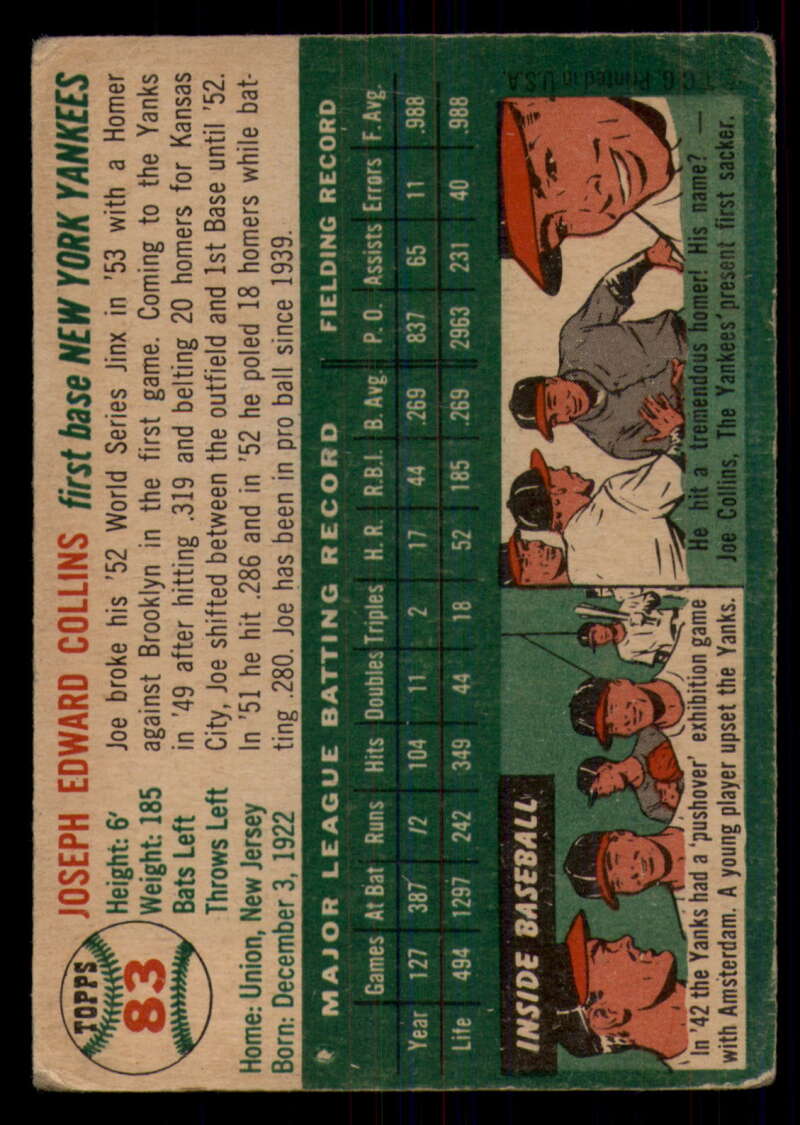 TOPPS
83
JOSEPH EDWARD COLLINS first base NEW YORK YANKEES
Height: 6'
Weight: 185
Bats Left
Throws Left
Home: Union, New Jersey
Born: December 3, 1922
Joe broke his '52 World Series Jinx in '53 with a Homer
against Brooklyn in the first game. Coming to the Yanks
in '49 after hitting .319 and belting 20 homers for Kansas
City, Joe shifted between the outfield and 1st Base until '52.
In '51 he hit .286 and in '52 he poled 18 homers while bat-
ting .280. Joe has been in pro ball since 1939.
MAJOR LEAGUE BATTING RECORD FIELDING RECORD
Games At Bat Runs Hits Doubles Triples H. R. R.B.I. B. Avg. P. O. Assists Errors F. Avg.
Year 127 387 72 104 11 2 17 44 .269 837 65 11 .988
Life 494 1297 242 349 44 18 52 185 .269 2963 231 40 .988
INSIDE BASEBALL
In '42 the Yanks had a 'pushover' exhibition game
with Amsterdam. A young player upset the Yanks.
He hit a tremendous homer! His name? —
Joe Collins, The Yankees' present first sacker.
T.C.G. Printed in U.S.A.